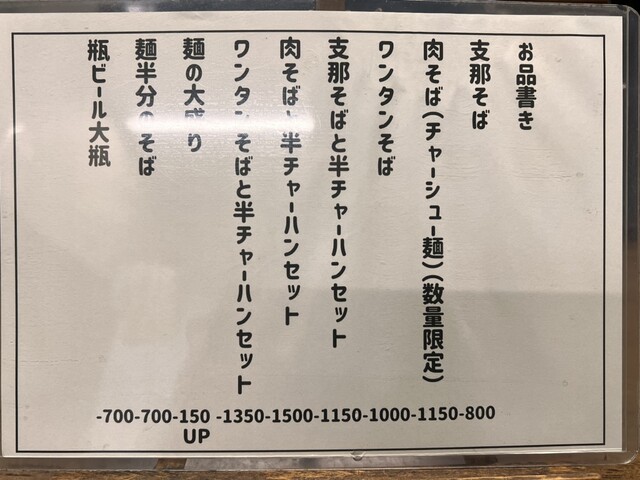 お品書き
支那そば
肉そば(チャーシュー麺)(数量限定)
ワンタンそば
支那そばと半チャーハンセット
肉そばと半チャーハンセット
ワンタンそばと半チャーハンセット
麺の大盛り
麺半分のそば
瓶ビール大瓶
-700-700-150 -1350-1500-1150-1000-1150-800
UP